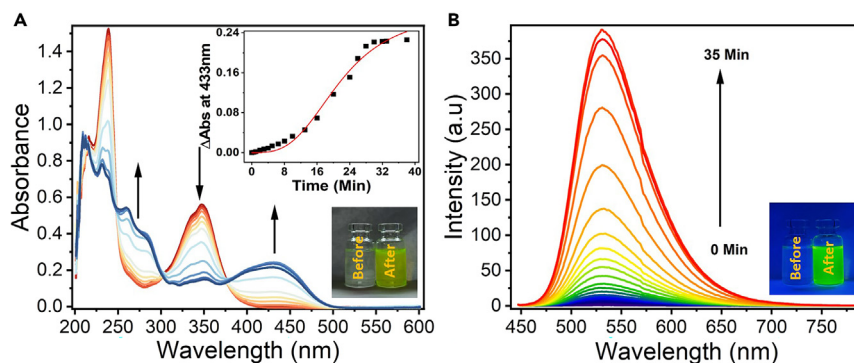 A
Absorbance
1.4
1.2
1.0
0.8
0.6
0.4
0.2
0.0
200 250 300 350 400 450 500 550 600
Wavelength (nm)
ΔAbs at 433nm
0.24
0.16
0.08
0.00
0 8 16 24 32 40
Time (Min)
Before
After
B
Intensity (a.u)
350
300
250
200
150
100
50
0
450 500 550 600 650 700 750
Wavelength (nm)
35 Min
0 Min
Before
After